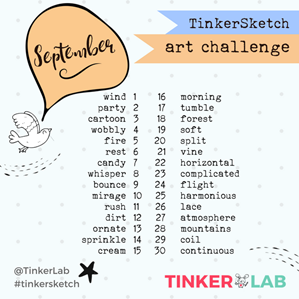 September
TinkerSketch
art challenge
wind 1 16 morning
party 2 17 tumble
cartoon 3 18 forest
wobbly 4 19 soft
fire 5 20 split
rest 6 21 vine
candy 7 22 horizontal
whisper 8 23 complicated
bounce 9 24 flight
mirage 10 25 harmonious
rush 11 26 lace
dirt 12 27 atmosphere
ornate 13 28 mountains
sprinkle 14 29 coil
cream 15 30 continuous
@TinkerLab
#tinkersketch
TINKER LAB